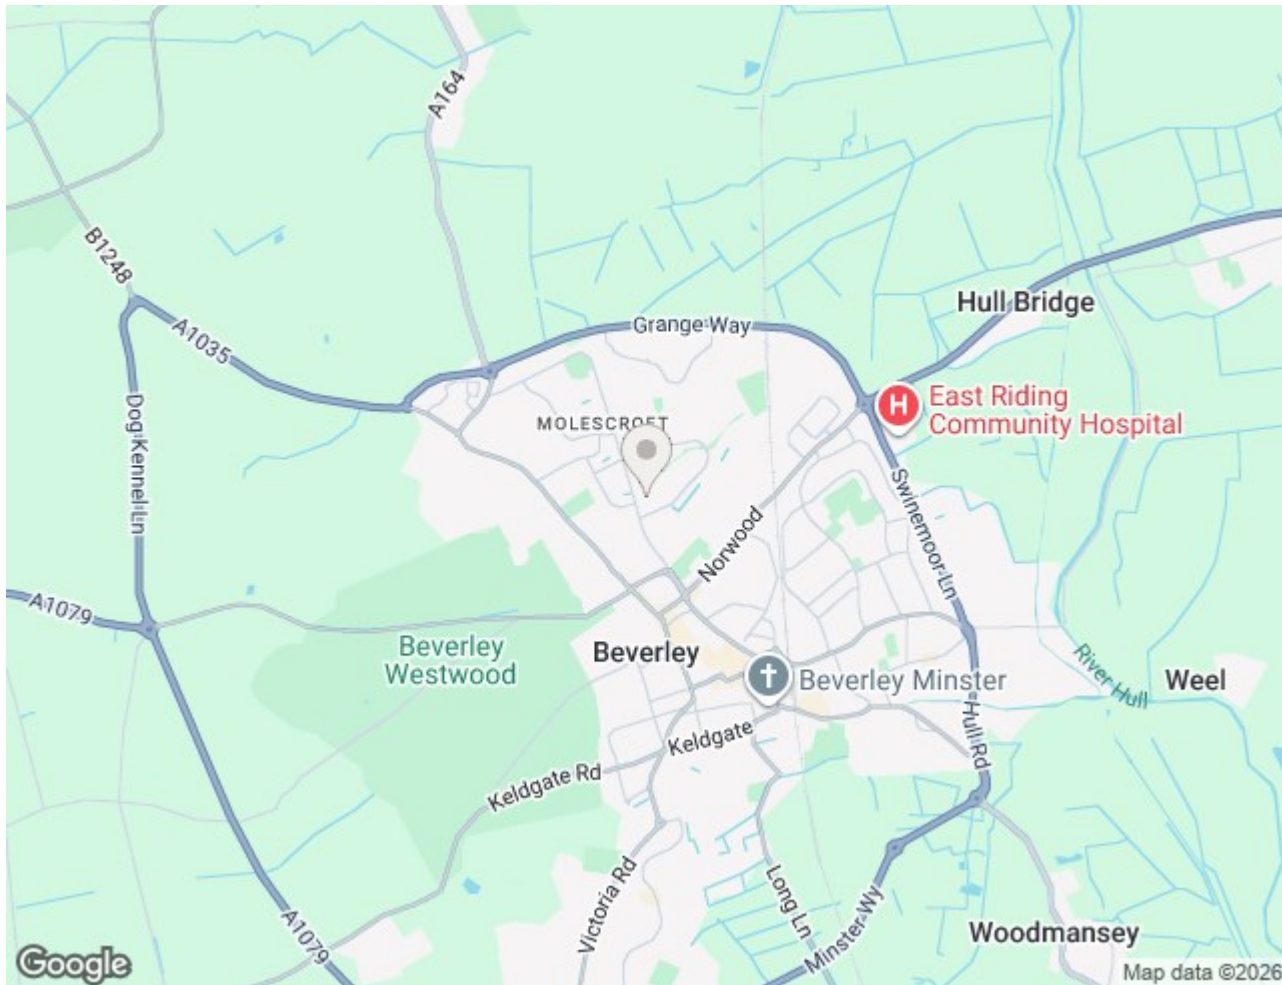 A164
B1248
A1035
Grange Way
Hull Bridge
East Riding
Community Hospital
H
MOLESCROFT
Dog Kennel Ln
Swinemoor Ln
Norwood
A1079
Beverley
Westwood
Beverley
Beverley Minster
River Hull
Weel
Hull Rd
Keldgate
Keldgate Rd
Victoria Rd
Long Ln
Minster Wy
A1079
Woodmansey
Google
Map data ©2026